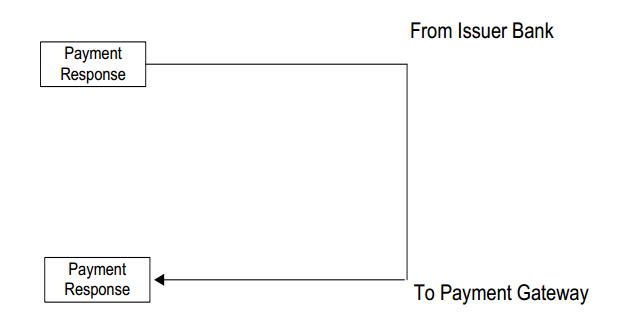 From Issuer Bank
Payment
Response
Payment
Response
To Payment Gateway